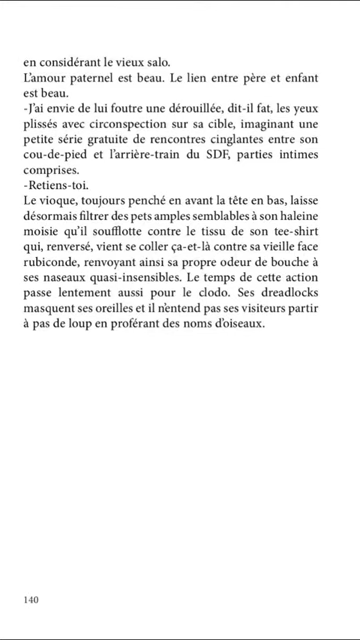 en considérant le vieux salo.
L'amour paternel est beau. Le lien entre père et enfant
est beau.
-J'ai envie de lui foutre une dérouillée, dit-il fat, les yeux
plissés avec circonspection sur sa cible, imaginant une
petite série gratuite de rencontres cinglantes entre son
cou-de-pied et l'arrière-train du SDF, parties intimes
comprises.
-Retiens-toi.
Le vioque, toujours penché en avant la tête en bas, laisse
désormais filtrer des pets amples semblables à son haleine
moisie qu'il soufflotte contre le tissu de son tee-shirt
qui, renversé, vient se coller ça-et-là contre sa vieille face
rubiconde, renvoyant ainsi sa propre odeur de bouche à
ses naseaux quasi-insensibles. Le temps de cette action
passe lentement aussi pour le clodo. Ses dreadlocks
masquent ses oreilles et il n'entend pas ses visiteurs partir
à pas de loup en proférant des noms d'oiseaux.
140